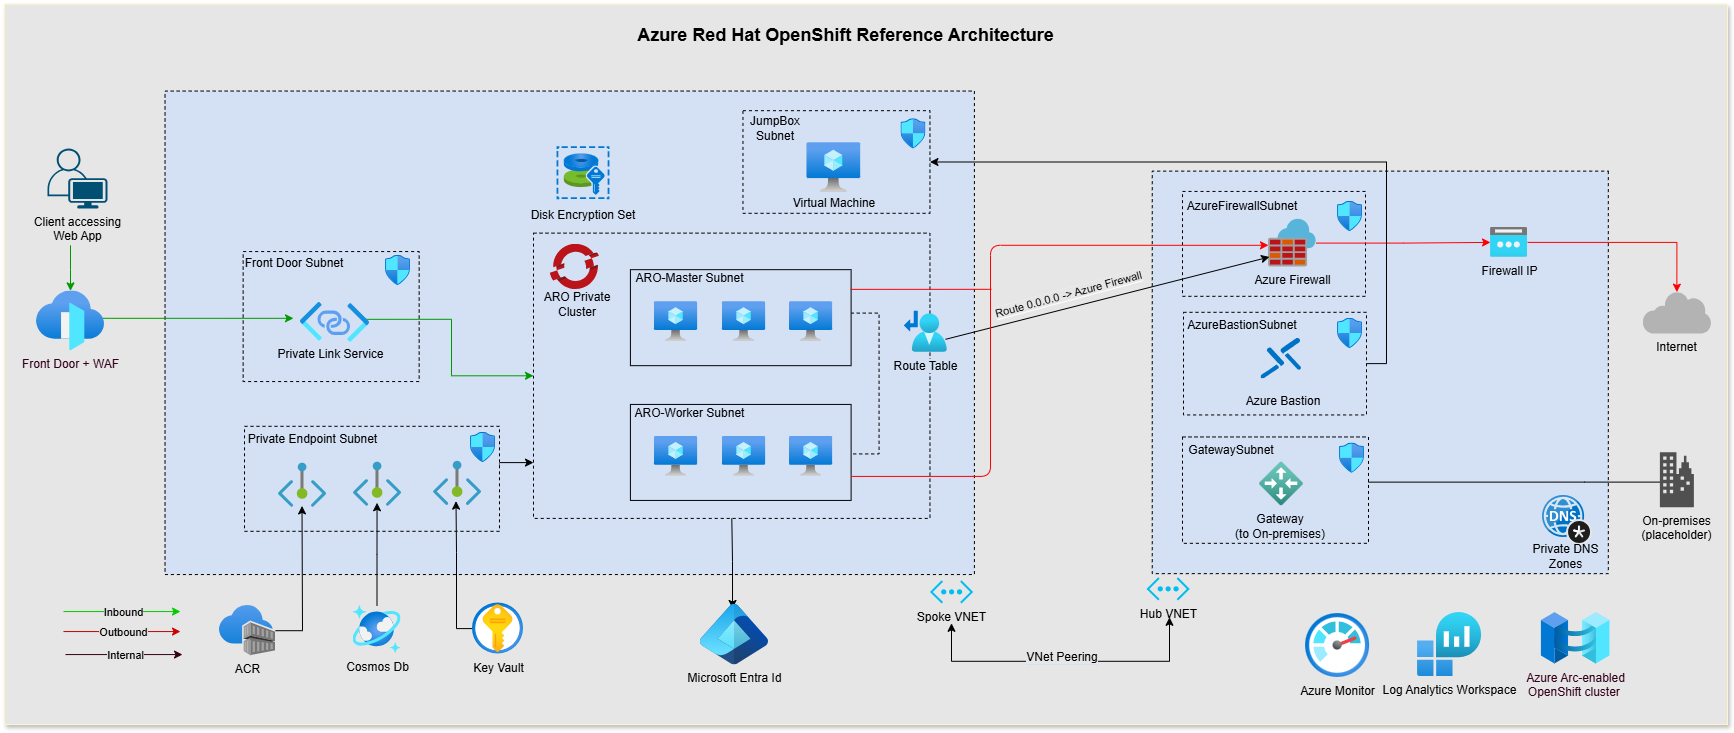 Azure Red Hat OpenShift Reference Architecture
JumpBox
Subnet
Virtual Machine
Disk Encryption Set
Client accessing
Web App
Front Door + WAF
Front Door Subnet
Private Link Service
ARO Private
Cluster
ARO-Master Subnet
ARO-Worker Subnet
Route Table
Route 0.0.0.0 -> Azure Firewall
Private Endpoint Subnet
AzureFirewallSubnet
Azure Firewall
Firewall IP
Internet
AzureBastionSubnet
Azure Bastion
GatewaySubnet
Gateway
(to On-premises)
DNS
Private DNS
Zones
On-premises
(placeholder)
Inbound
Outbound
Internal
ACR
Cosmos Db
Key Vault
Microsoft Entra Id
Spoke VNET
Hub VNET
VNet Peering
Azure Monitor
Log Analytics Workspace
Azure Arc-enabled
OpenShift cluster